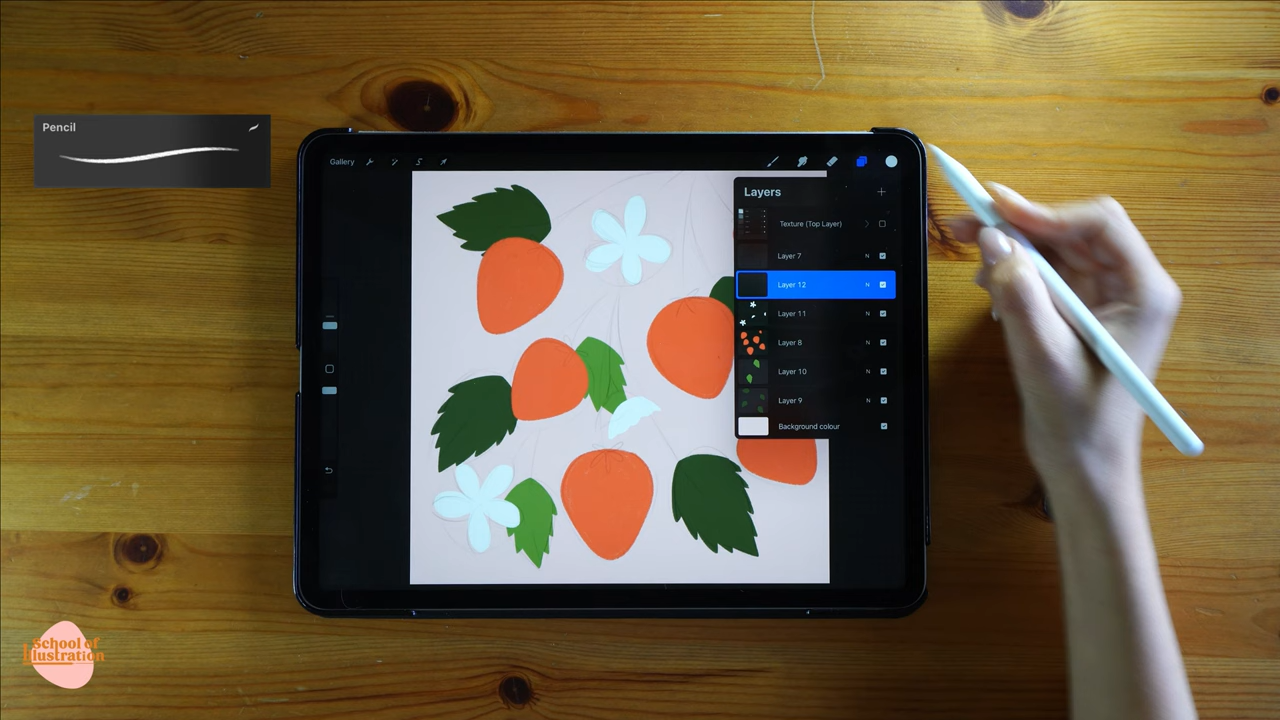 Pencil
Gallery
Layers
Texture (Top Layer)
Layer 7 N
Layer 12 N
Layer 11 N
Layer 8 N
Layer 10 N
Layer 9 N
Background colour
School of
Illustration